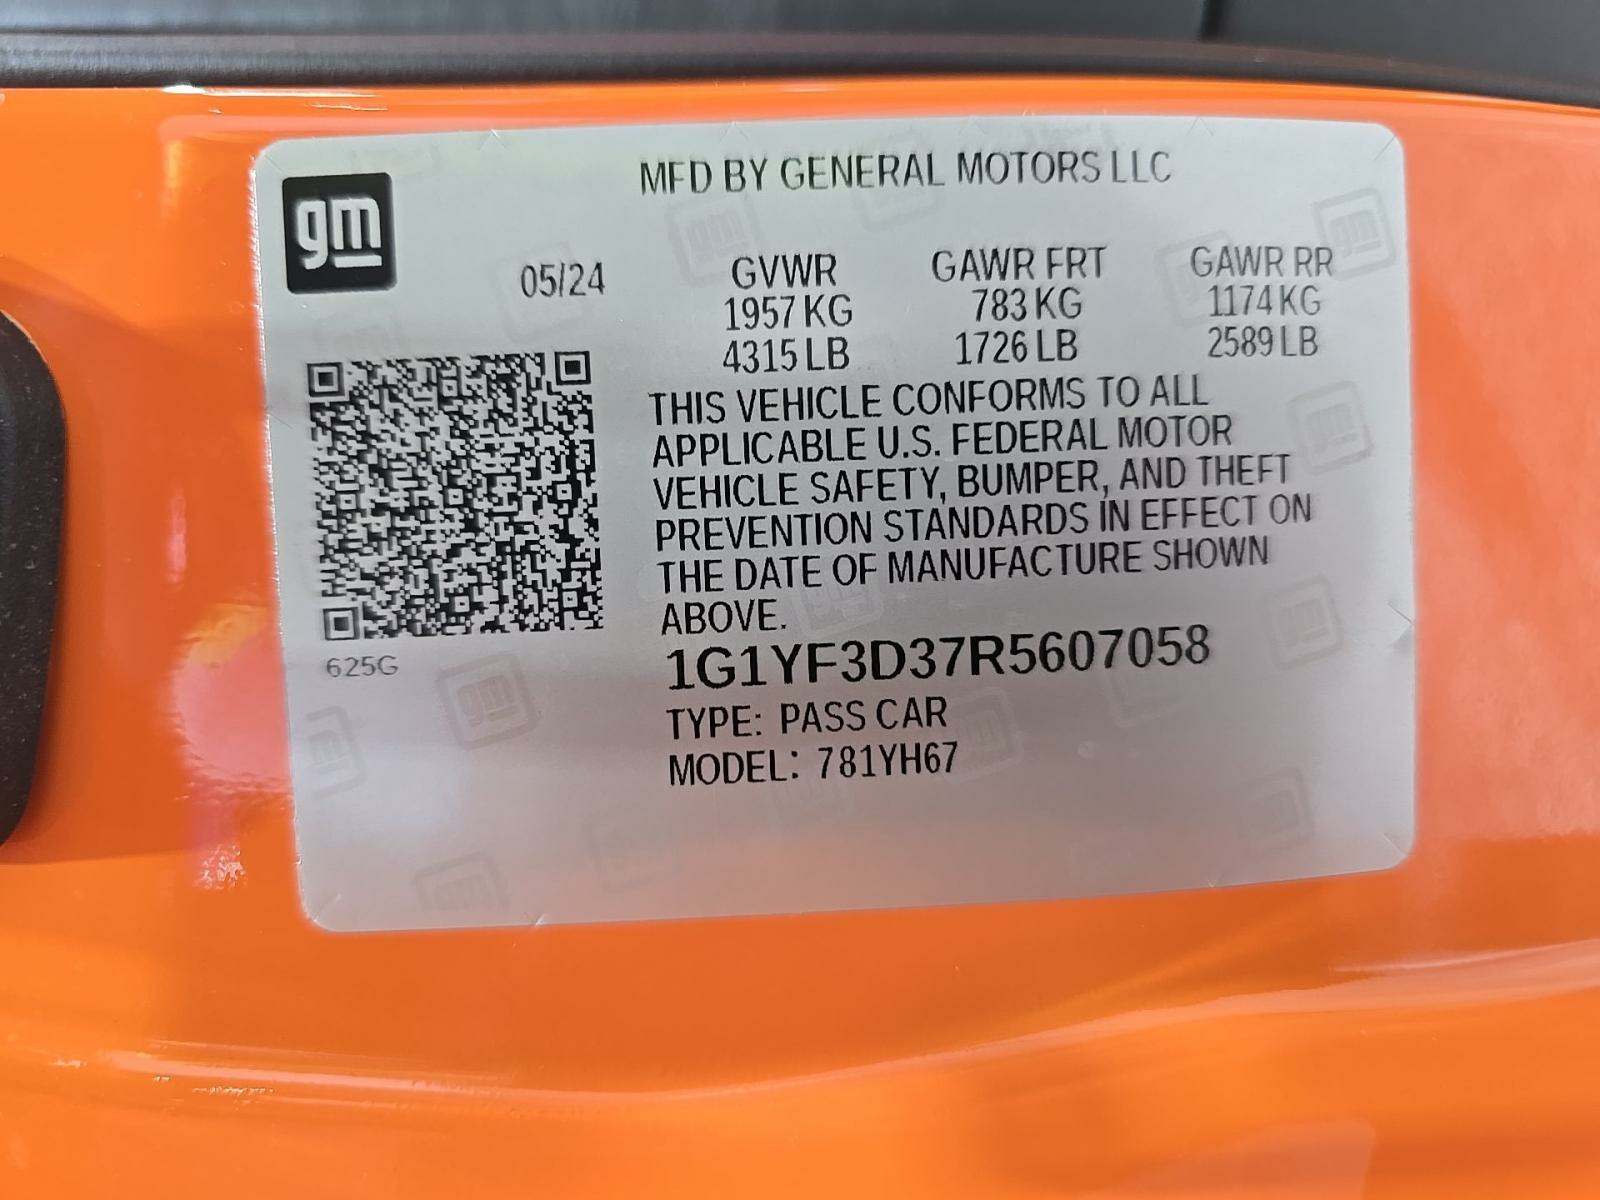 gm
MFD BY GENERAL MOTORS LLC
05/24
GVWR GAWR FRT GAWR RR
1957 KG 783 KG 1174 KG
4315 LB 1726 LB 2589 LB
THIS VEHICLE CONFORMS TO ALL
APPLICABLE U.S. FEDERAL MOTOR
VEHICLE SAFETY, BUMPER, AND THEFT
PREVENTION STANDARDS IN EFFECT ON
THE DATE OF MANUFACTURE SHOWN
ABOVE.
625G
1G1YF3D37R5607058
TYPE: PASS CAR
MODEL: 781YH67